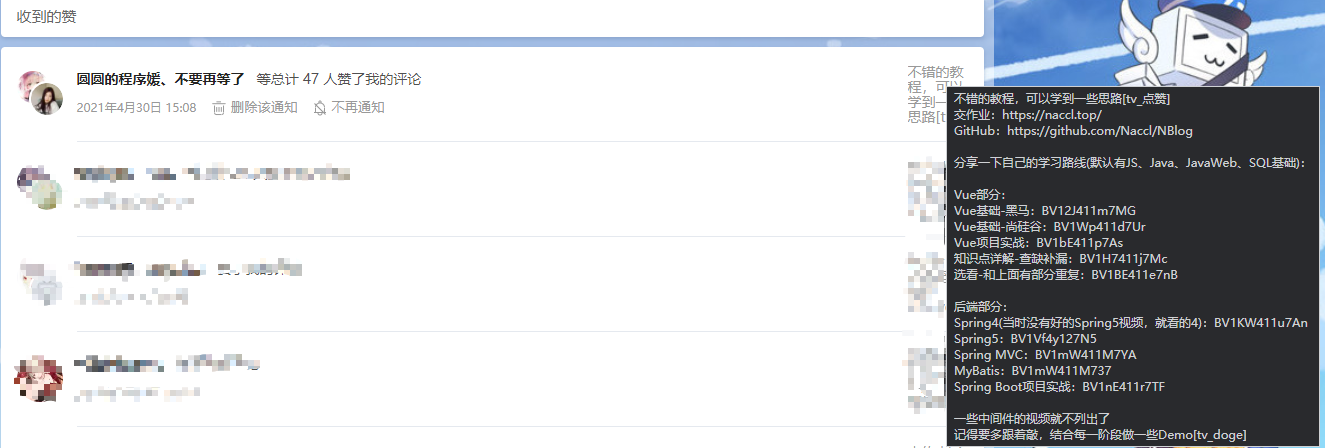 收到的赞
圆圆的程序媛、不要再等了 等总计 47 人赞了我的评论
2021年4月30日 15:08 删除该通知 不再通知
不错的教
程，可以
学到一
思路[t
不错的教程，可以学到一些思路[tv_点赞]
交作业：https://naccl.top/
GitHub：https://github.com/Naccl/NBlog
分享一下自己的学习路线(默认有JS、Java、JavaWeb、SQL基础)：
Vue部分：
Vue基础-黑马：BV12J411m7MG
Vue基础-尚硅谷：BV1Wp411d7Ur
Vue项目实战：BV1bE411p7As
知识点详解-查缺补漏：BV1H7411j7Mc
选看-和上面有部分重复：BV1BE411e7nB
后端部分：
Spring4(当时没有好的Spring5视频，就看的4)：BV1KW411u7An
Spring5：BV1Vf4y127N5
Spring MVC：BV1mW411M7YA
MyBatis：BV1mW411M737
Spring Boot项目实战：BV1nE411r7TF
一些中间件的视频就不列出了
记得要多跟着敲，结合每一阶段做一些Demo[tv_doge]